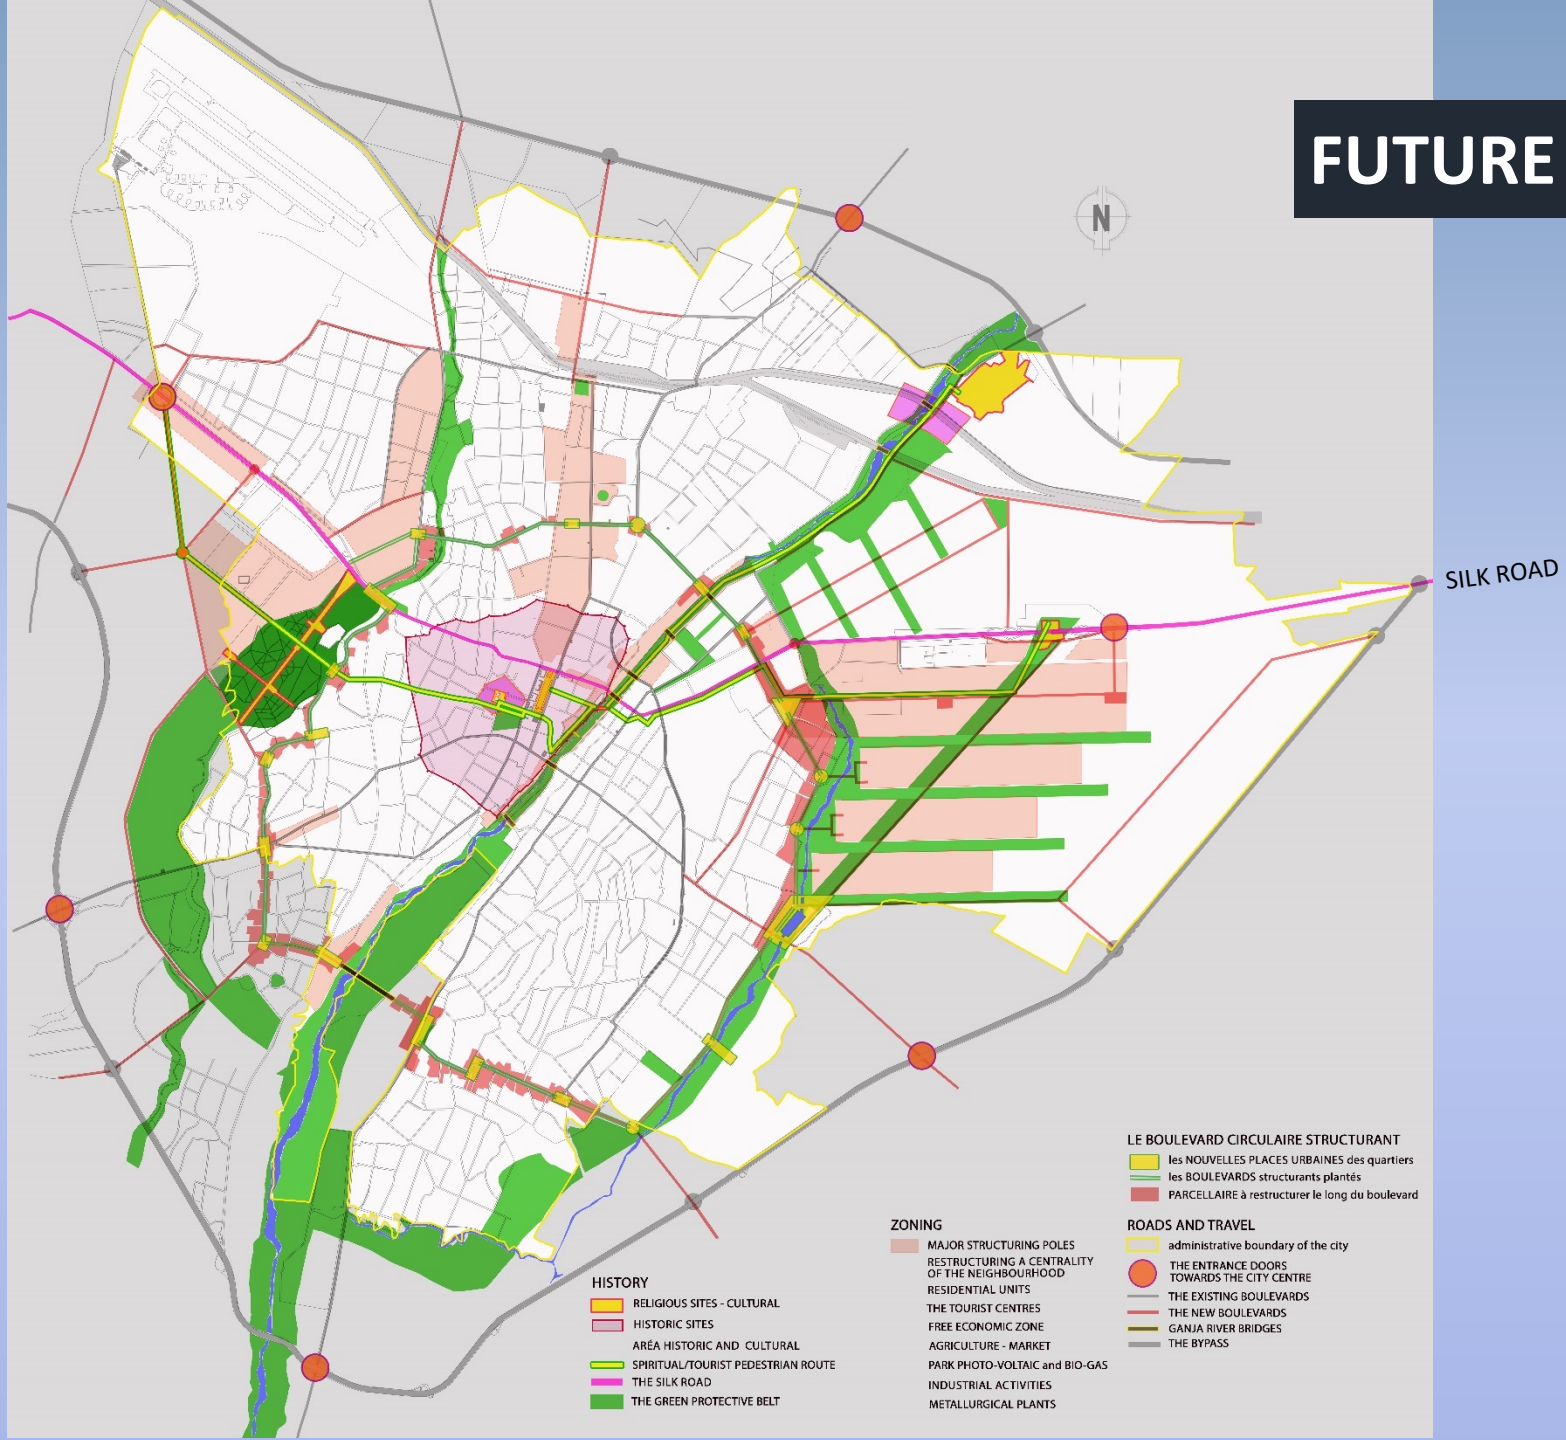 FUTURE
N
SILK ROAD
LE BOULEVARD CIRCULAIRE STRUCTURANT
les NOUVELLES PLACES URBAINES des quartiers
les BOULEVARDS structurants plantés
PARCELLAIRE à restructurer le long du boulevard
ZONING
MAJOR STRUCTURING POLES
RESTRUCTURING A CENTRALITY
OF THE NEIGHBOURHOOD
RESIDENTIAL UNITS
THE TOURIST CENTRES
FREE ECONOMIC ZONE
AGRICULTURE - MARKET
PARK PHOTO-VOLTAIC and BIO-GAS
INDUSTRIAL ACTIVITIES
METALLURGICAL PLANTS
ROADS AND TRAVEL
administrative boundary of the city
THE ENTRANCE DOORS
TOWARDS THE CITY CENTRE
THE EXISTING BOULEVARDS
THE NEW BOULEVARDS
GANJA RIVER BRIDGES
THE BYPASS
HISTORY
RELIGIOUS SITES - CULTURAL
HISTORIC SITES
ARÉA HISTORIC AND CULTURAL
SPIRITUAL/TOURIST PEDESTRIAN ROUTE
THE SILK ROAD
THE GREEN PROTECTIVE BELT